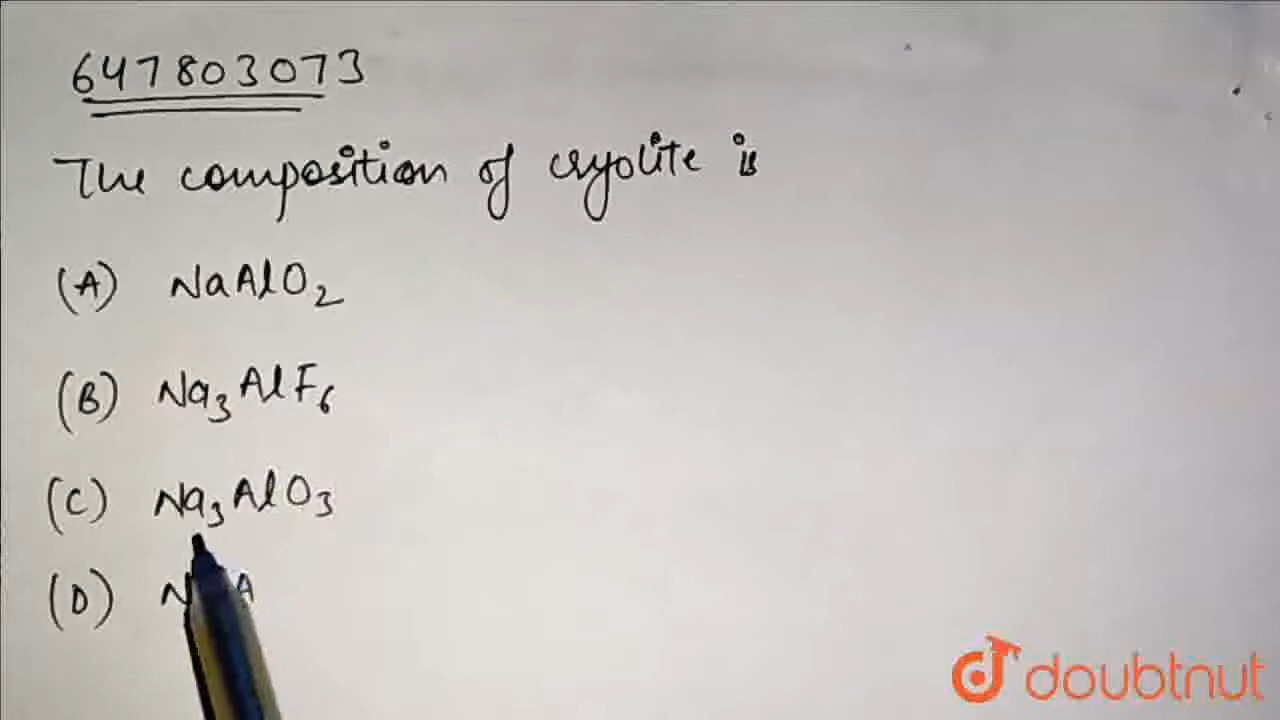 647803073
The composition of cryolite is
(A) NaAlO2
(B) Na3AlF6
(C) Na3AlO3
(D) N A
doubtnut